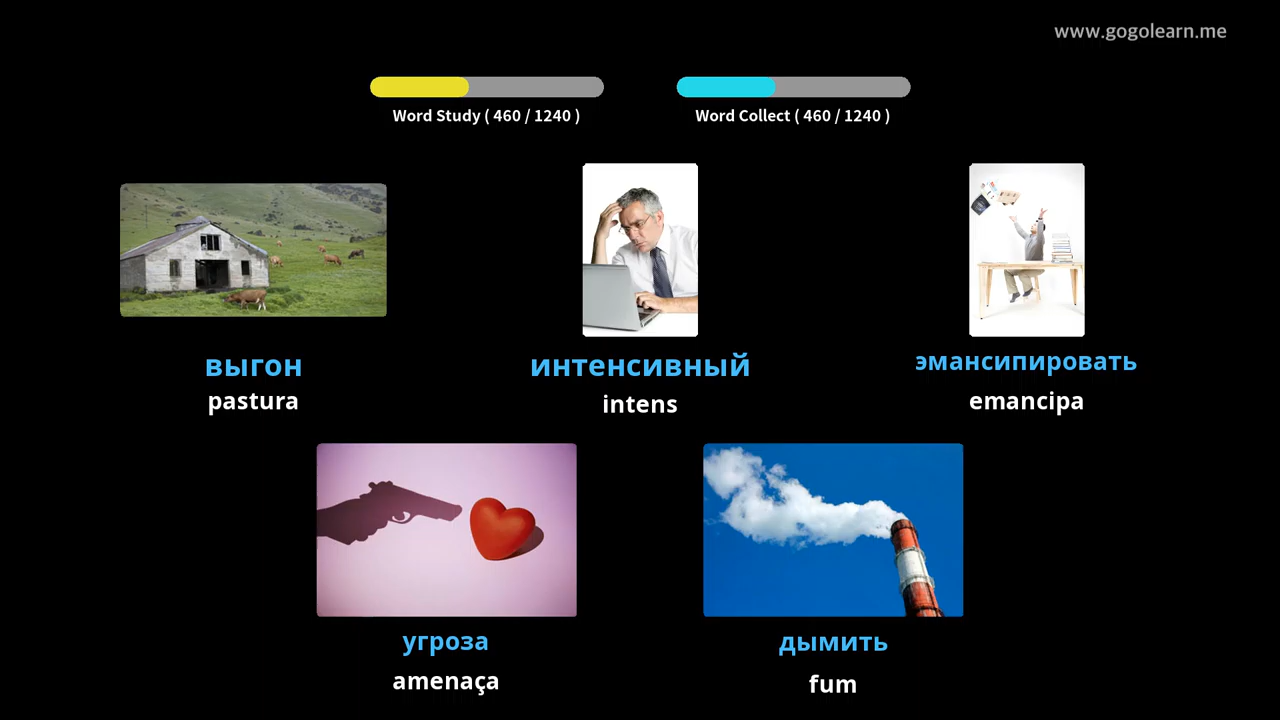 www.gogolearn.me
Word Study ( 460 / 1240 )
Word Collect ( 460 / 1240 )
выгон
pastura
интенсивный
intens
эмансипировать
emancipa
угроза
amenaça
дымить
fum